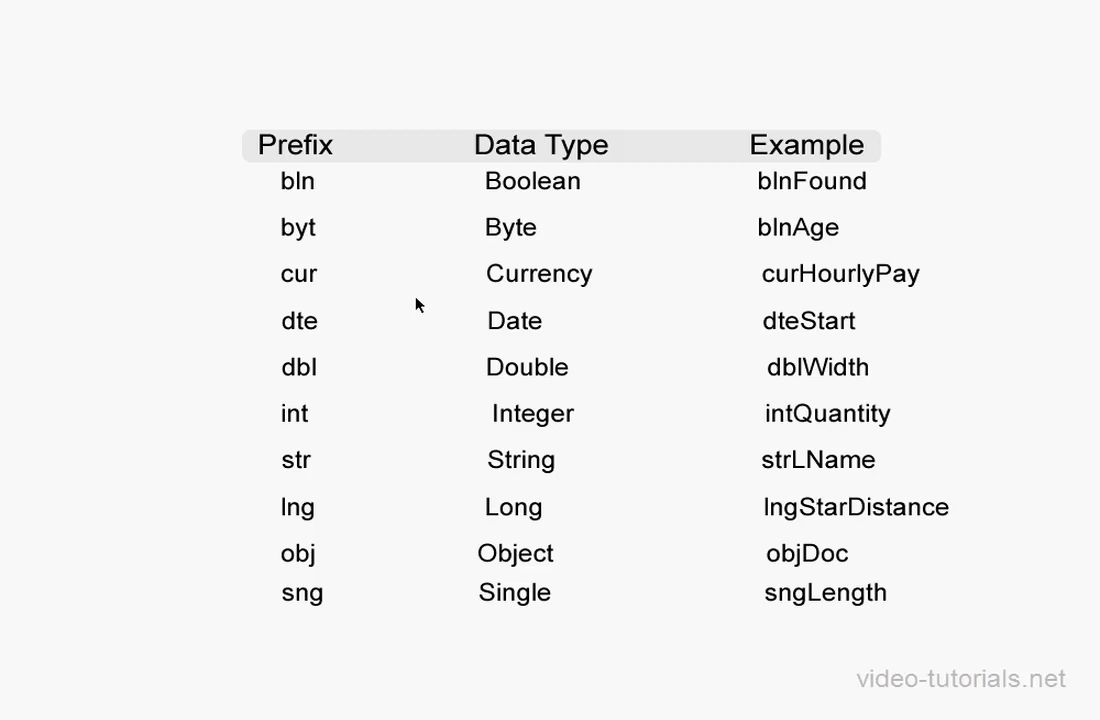 Prefix Data Type Example
bln Boolean blnFound
byt Byte blnAge
cur Currency curHourlyPay
dte Date dteStart
dbl Double dblWidth
int Integer intQuantity
str String strLName
lng Long lngStarDistance
obj Object objDoc
sng Single sngLength
video-tutorials.net